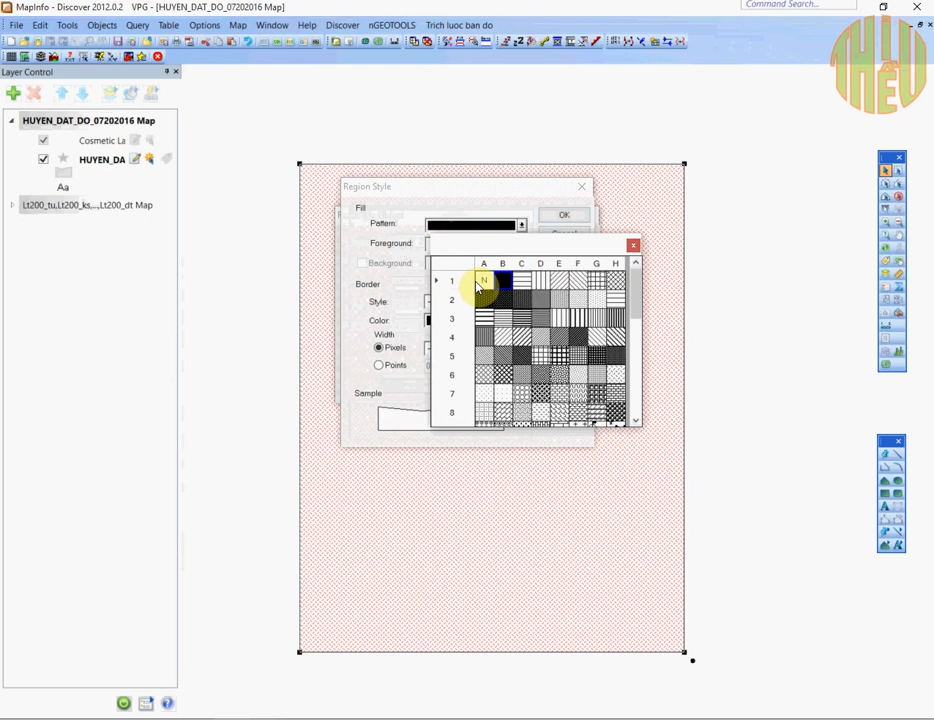 MapInfo - Discover 2012.0.2    VPG - [HUYEN_DAT_DO_07202016 Map]
Command Search...
File Edit Tools Objects Query Table Options Map Window Help Discover nGEOTOOLS Trich luoc ban do
THỊ LIỄU
Layer Control
HUYEN_DAT_DO_07202016 Map
Cosmetic La
HUYEN_DA
Aa
Lt200_tu,Lt200_ks,...,Lt200_dt Map
Region Style
Fill
OK
Pattern:
Foreground:
Background:
Border
Style:
Color:
Width
Pixels
Points
Sample
A B C D E F G H
1 N
2
3
4
5
6
7
8